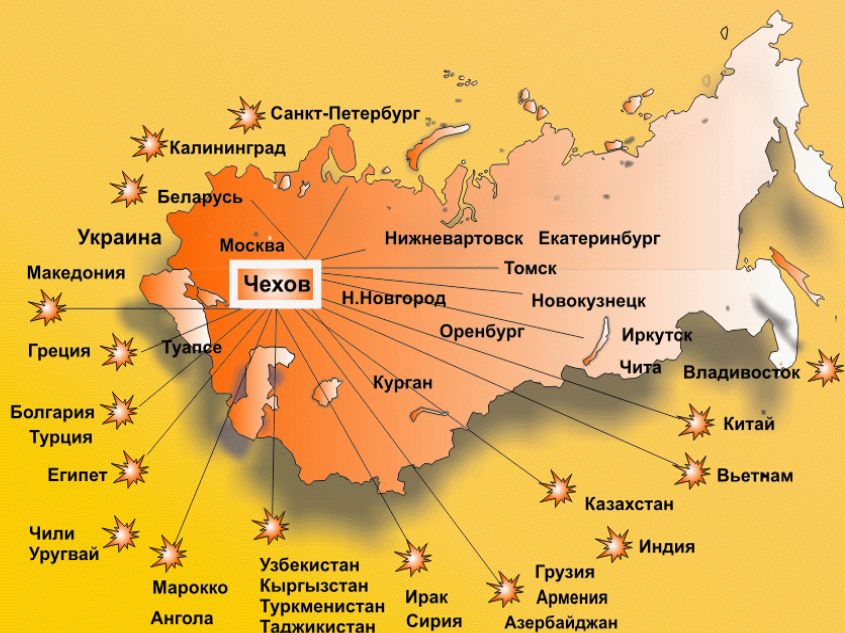 Санкт-Петербург
Калининград
Беларусь
Украина
Москва
Нижневартовск
Екатеринбург
Македония
Чехов
Томск
Н.Новгород
Новокузнецк
Оренбург
Иркутск
Греция
Туапсе
Чита
Владивосток
Курган
Болгария
Турция
Китай
Египет
Вьетнам
Казахстан
Чили
Уругвай
Индия
Марокко
Ангола
Узбекистан
Кыргызстан
Туркменистан
Таджикистан
Ирак
Сирия
Грузия
Армения
Азербайджан